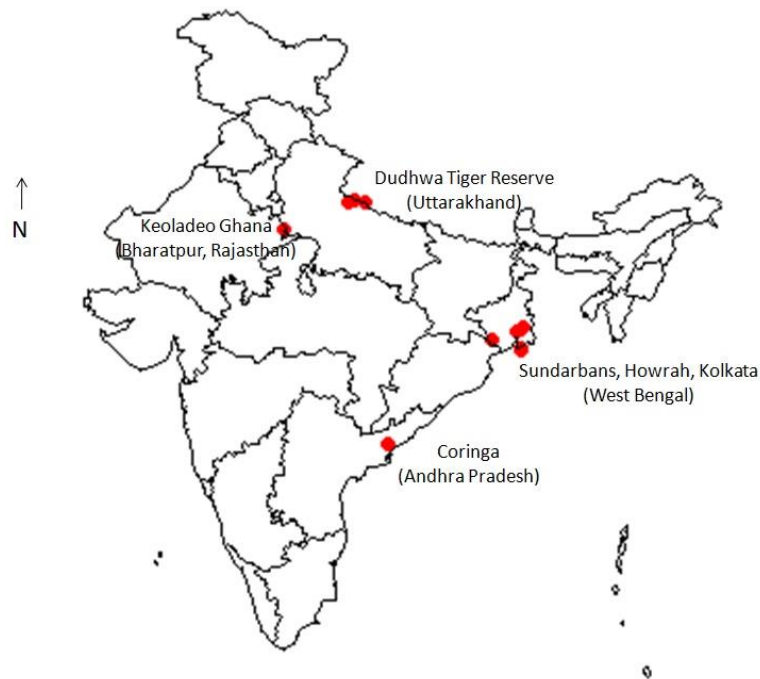 Dudhwa Tiger Reserve
(Uttarakhand)
N
Keoladeo Ghana
(Bharatpur, Rajasthan)
Sundarbans, Howrah, Kolkata
(West Bengal)
Coringa
(Andhra Pradesh)